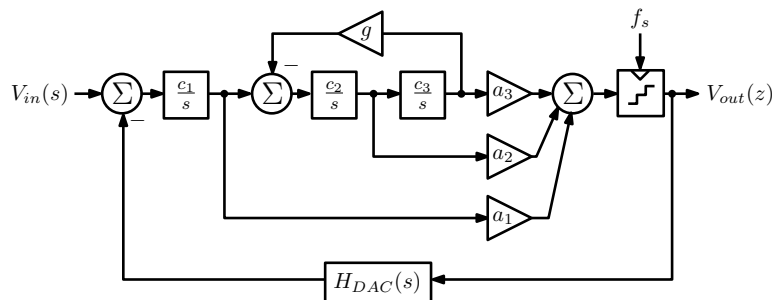 f_s
g
V_{in}(s) Σ c_1/s Σ c_2/s c_3/s a_3 Σ V_{out}(z)
− −
a_2
a_1
H_{DAC}(s)